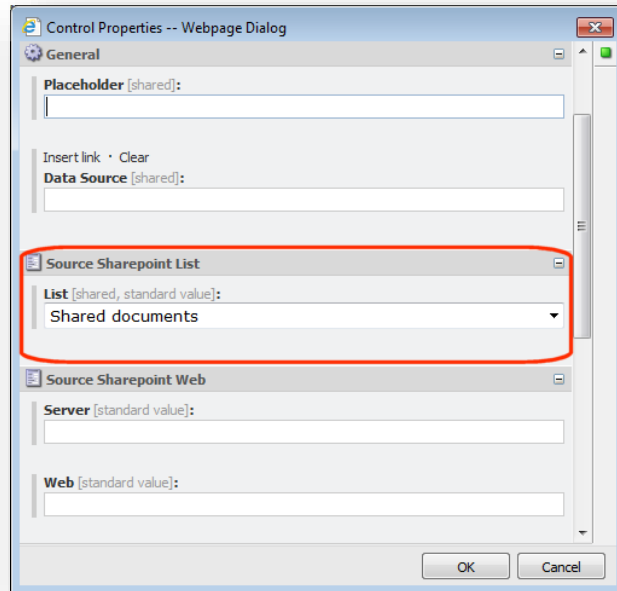 Control Properties -- Webpage Dialog
General
Placeholder [shared]:
Insert link · Clear
Data Source [shared]:
Source Sharepoint List
List [shared, standard value]:
Shared documents
Source Sharepoint Web
Server [standard value]:
Web [standard value]:
OK Cancel